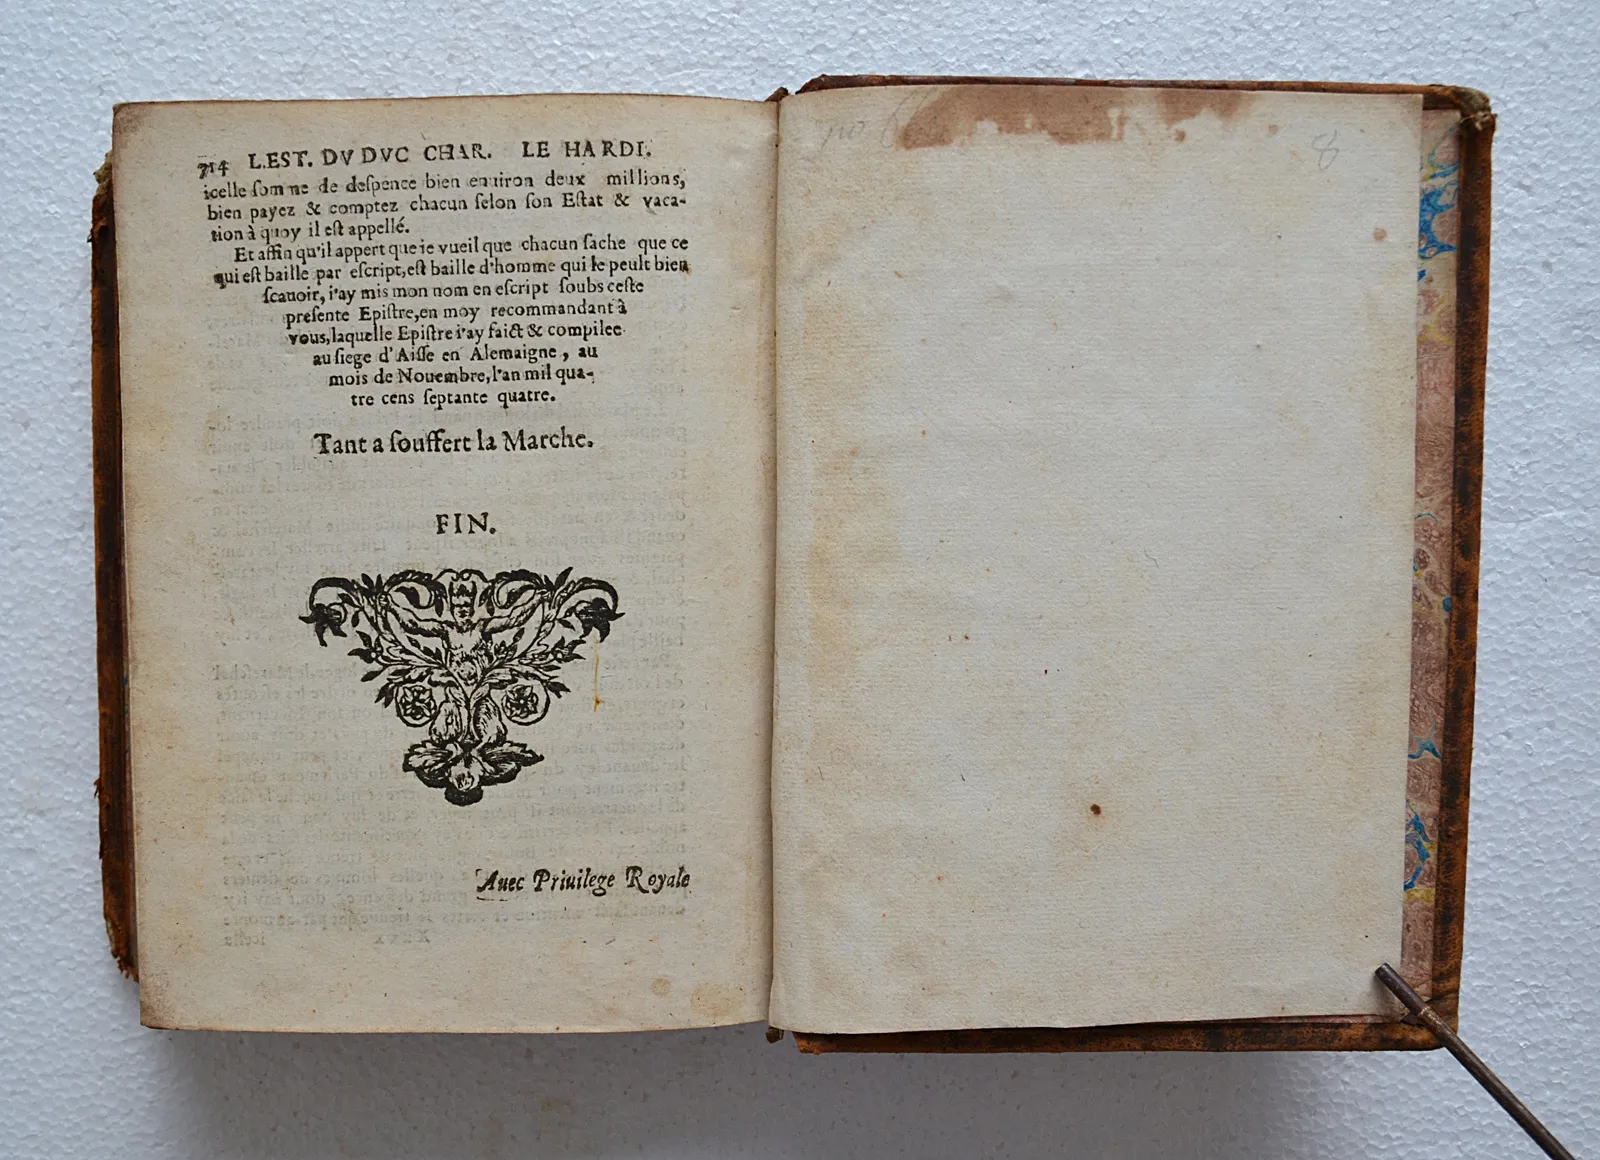 714 L'EST. DV DVC CHAR. LE HARDI.
icelle somme de despence bien enuiron deux millions,
bien payez & comptez chacun selon son Estat & vaca-
tion à quoy il est appellé.
Et affin qu'il appert que ie vueil que chacun sache que ce
qui est baille par escript, est baille d'homme qui le peult bien
scauoir, i'ay mis mon nom en escript soubs ceste
presente Epistre, en moy recommandant à
vous, laquelle Epistre i'ay faict & compilee
au siege d'Aisse en Alemaigne, au
mois de Nouembre, l'an mil qua-
tre cens septante quatre.
Tant a souffert la Marche.
FIN.
Auec Priuilege Royale
8